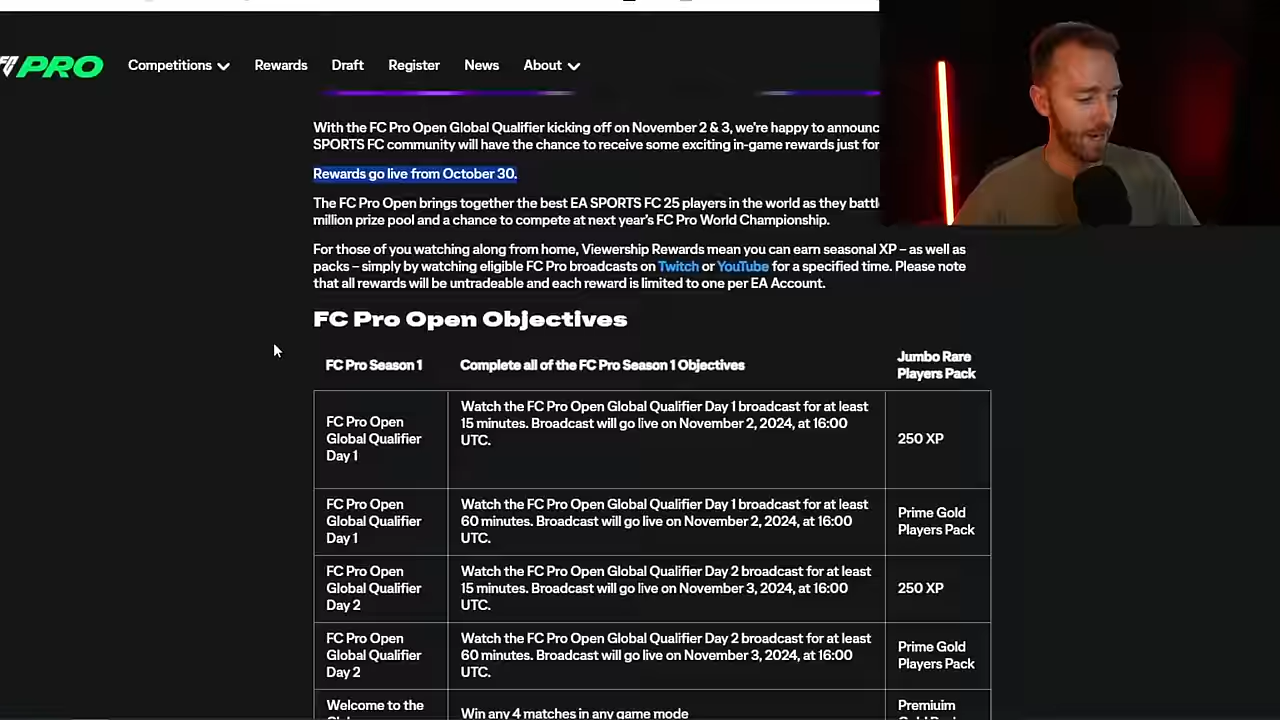 PRO
Competitions
Rewards
Draft
Register
News
About
With the FC Pro Open Global Qualifier kicking off on November 2 & 3, we're happy to announc
SPORTS FC community will have the chance to receive some exciting in-game rewards just for
Rewards go live from October 30.
The FC Pro Open brings together the best EA SPORTS FC 25 players in the world as they battl
million prize pool and a chance to compete at next year's FC Pro World Championship.
For those of you watching along from home, Viewership Rewards mean you can earn seasonal XP – as well as
packs – simply by watching eligible FC Pro broadcasts on Twitch or YouTube for a specified time. Please note
that all rewards will be untradeable and each reward is limited to one per EA Account.
FC Pro Open Objectives
FC Pro Season 1
Complete all of the FC Pro Season 1 Objectives
Jumbo Rare
Players Pack
FC Pro Open
Global Qualifier
Day 1
Watch the FC Pro Open Global Qualifier Day 1 broadcast for at least
15 minutes. Broadcast will go live on November 2, 2024, at 16:00
UTC.
250 XP
FC Pro Open
Global Qualifier
Day 1
Watch the FC Pro Open Global Qualifier Day 1 broadcast for at least
60 minutes. Broadcast will go live on November 2, 2024, at 16:00
UTC.
Prime Gold
Players Pack
FC Pro Open
Global Qualifier
Day 2
Watch the FC Pro Open Global Qualifier Day 2 broadcast for at least
15 minutes. Broadcast will go live on November 3, 2024, at 16:00
UTC.
250 XP
FC Pro Open
Global Qualifier
Day 2
Watch the FC Pro Open Global Qualifier Day 2 broadcast for at least
60 minutes. Broadcast will go live on November 3, 2024, at 16:00
UTC.
Prime Gold
Players Pack
Welcome to the
Win any 4 matches in any game mode
Premium